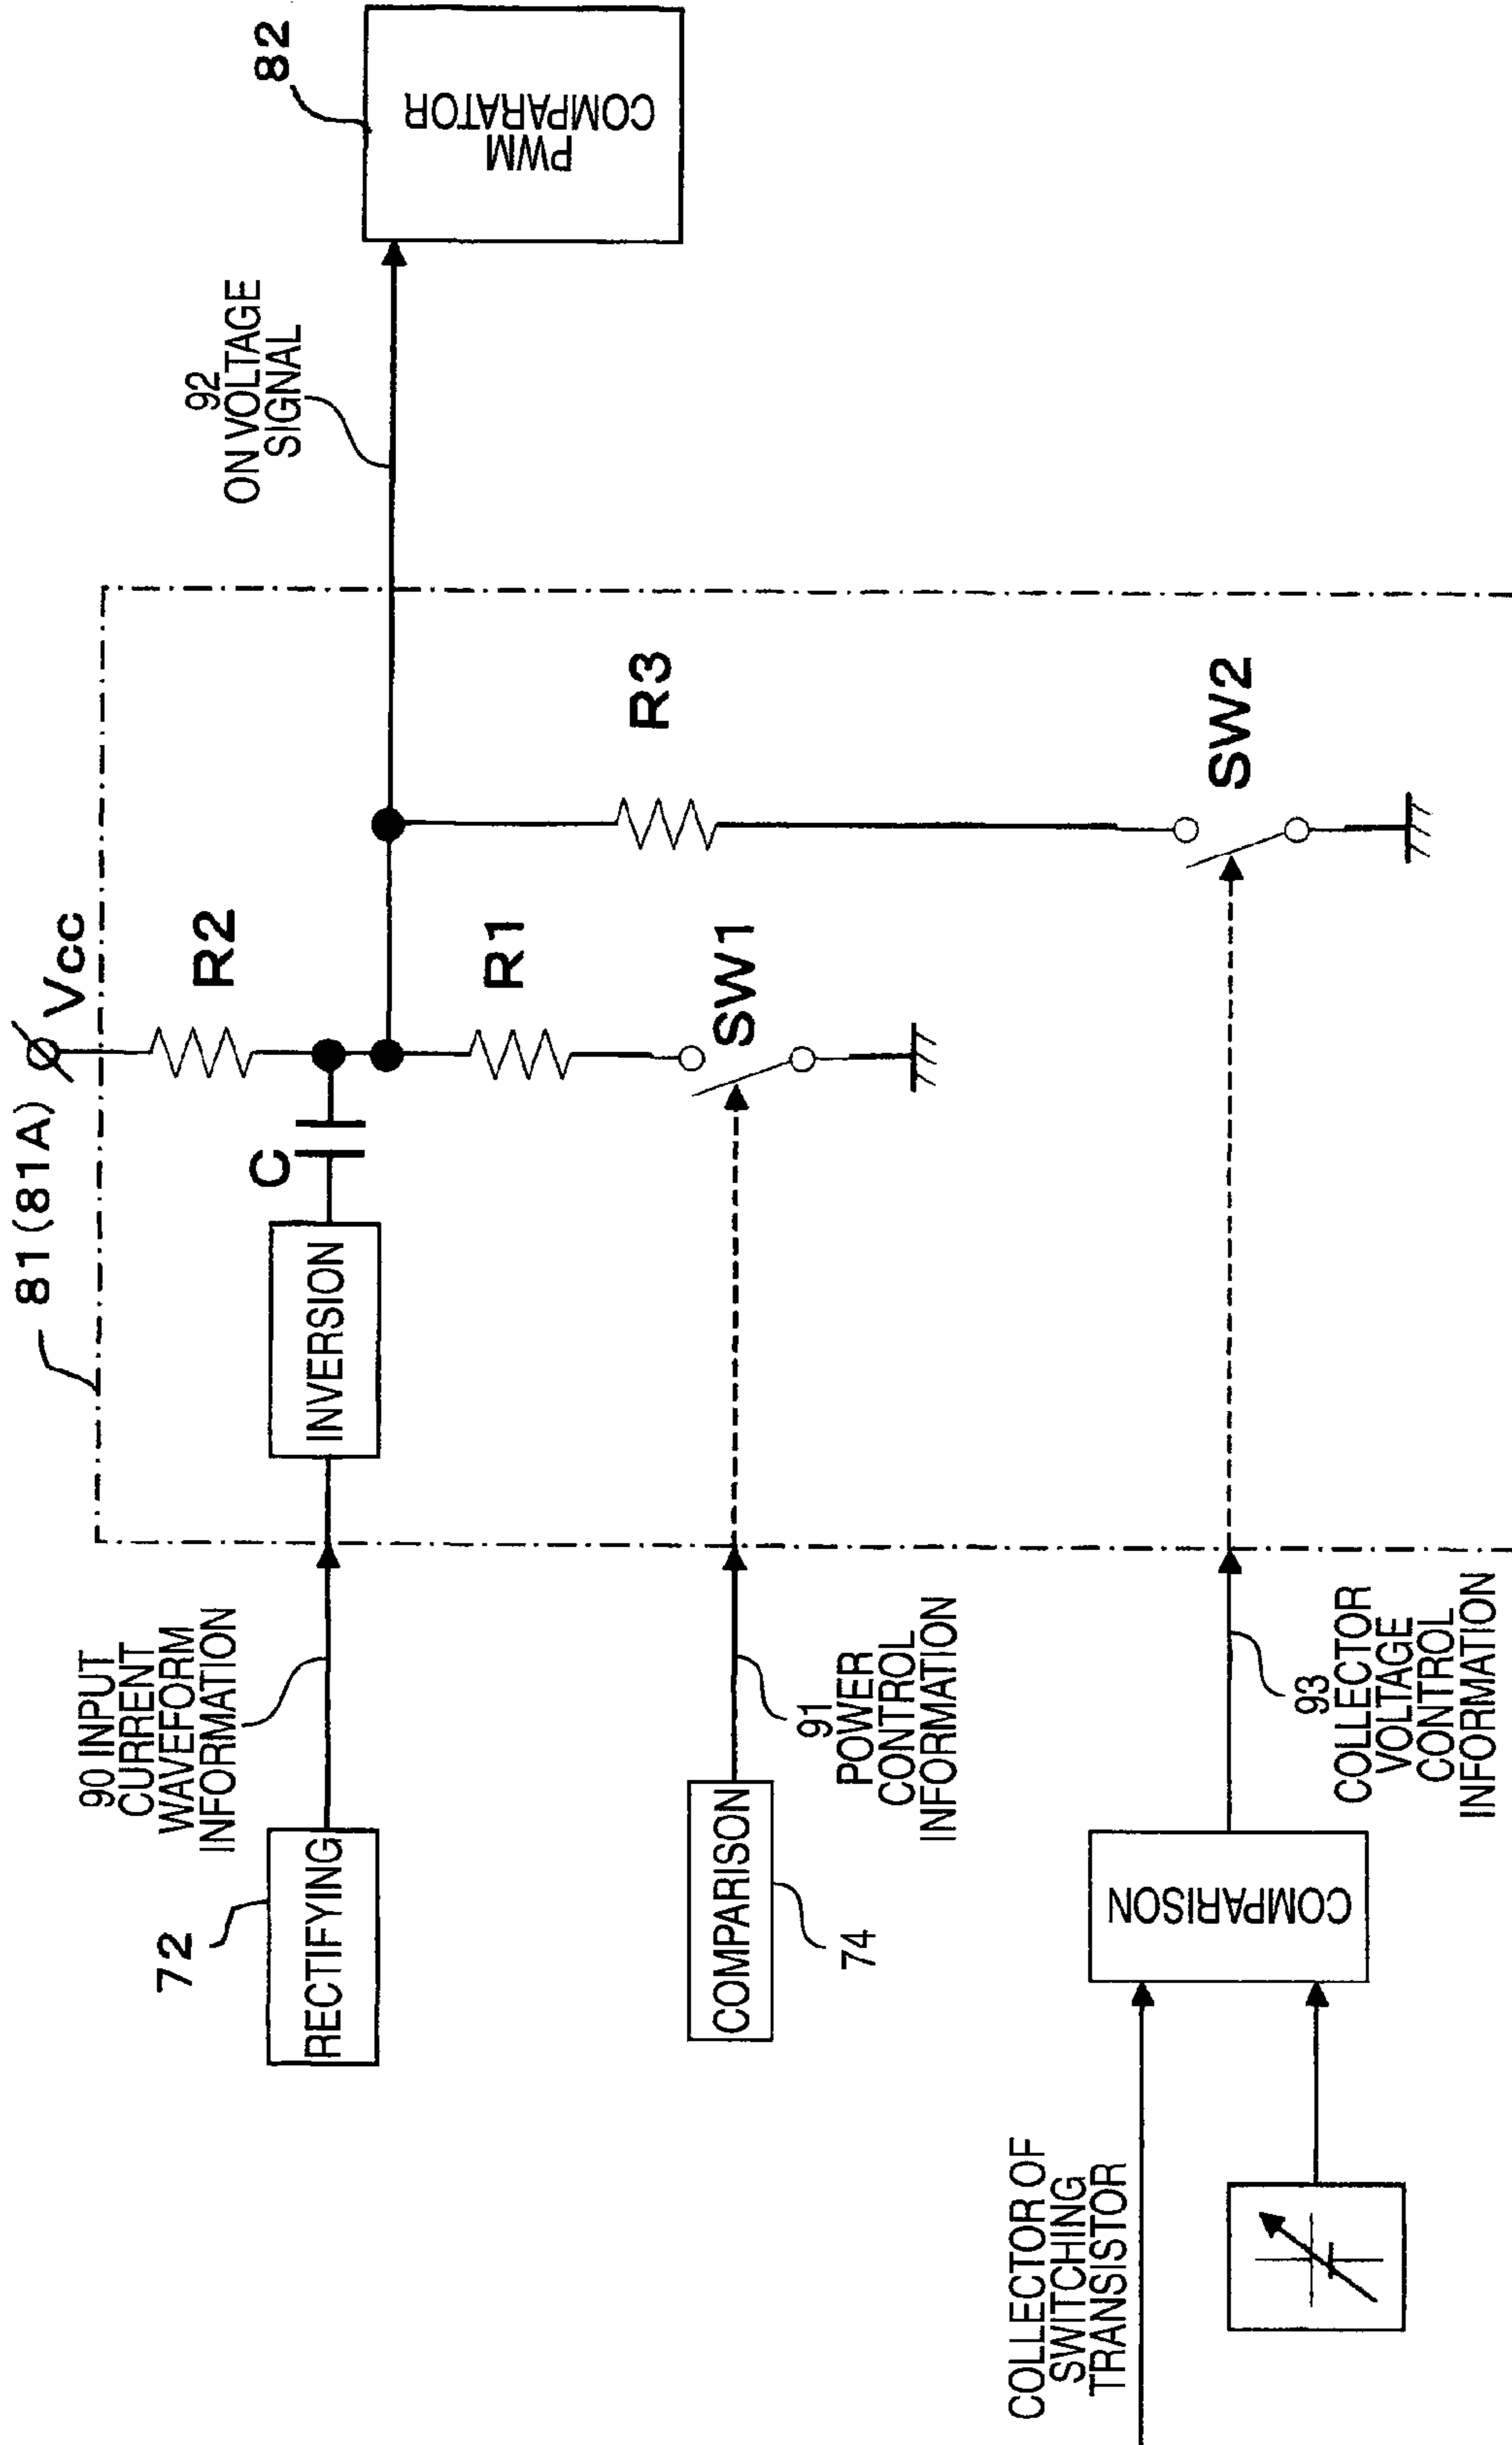 81(81A)
Vcc
R2
C
INVERSION
R1
SW1
R3
SW2
90 INPUT
CURRENT
WAVEFORM
INFORMATION
72
RECTIFYING
91
POWER
CONTROL
INFORMATION
COMPARISON
74
93
COLLECTOR
VOLTAGE
CONTROL
INFORMATION
COMPARISON
COLLECTOR OF
SWITCHING
TRANSISTOR
92
ON VOLTAGE
SIGNAL
82
PWM
COMPARATOR